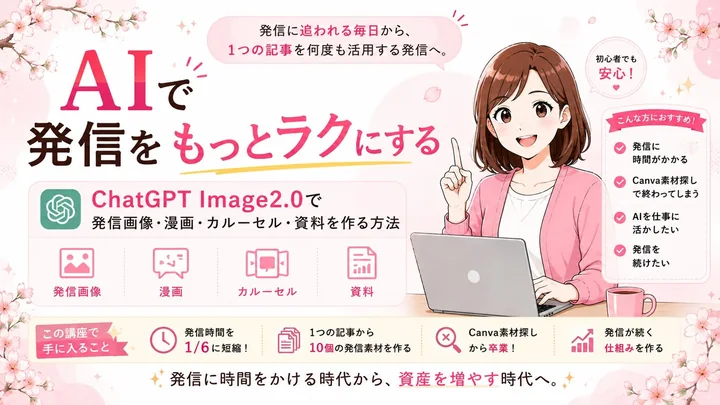 発信に追われる毎日から、
1つの記事を何度も活用する発信へ。
AIで
発信をもっとラクにする
初心者でも
安心！
ChatGPT Image2.0で
発信画像・漫画・カルーセル・資料を作る方法
発信画像
漫画
カルーセル
資料
こんな方におすすめ！
発信に
時間がかかる
Canva素材探し
で終わってしまう
AIを仕事に
活かしたい
発信を
続けたい
この講座で
手に入ること
発信時間を
1/6に短縮！
1つの記事から
10個の発信素材を作る
Canva素材探し
から卒業！
発信が続く
仕組みを作る
発信に時間をかける時代から、資産を増やす時代へ。